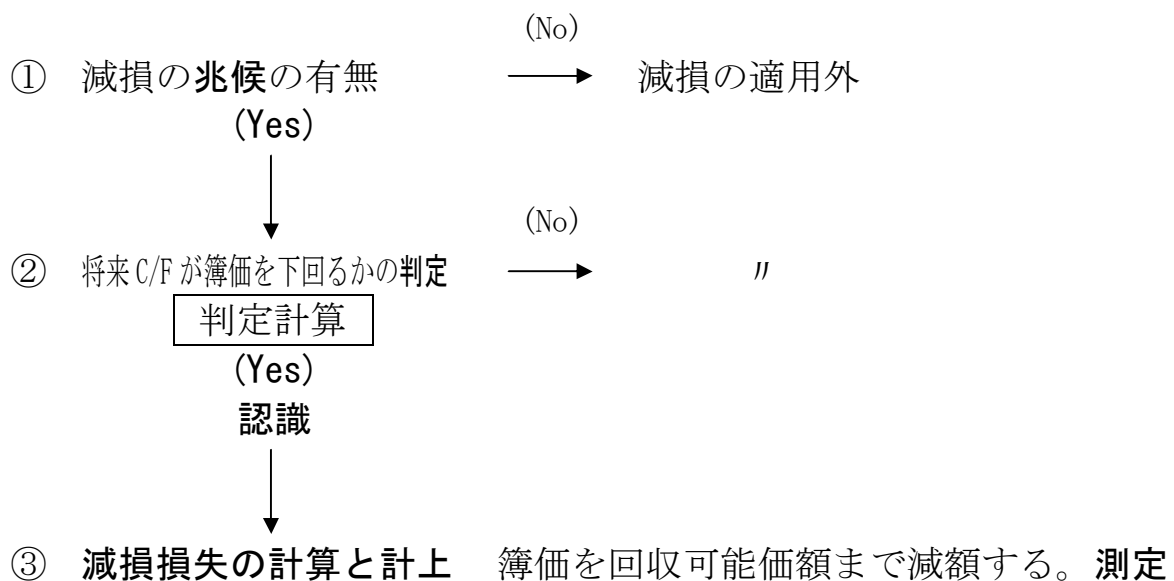 (No)
① 減損の兆候の有無 減損の適用外
(Yes)
(No)
② 将来C/Fが簿価を下回るかの判定 〃
判定計算
(Yes)
認識
③ 減損損失の計算と計上 簿価を回収可能価額まで減額する。測定